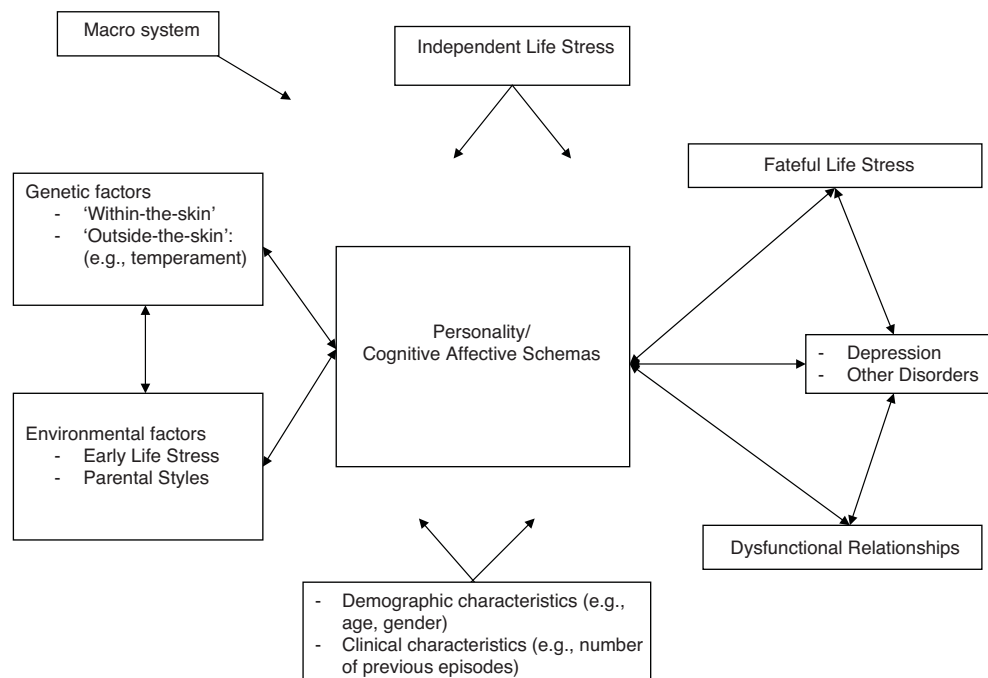 Macro system
Independent Life Stress
Fateful Life Stress
Genetic factors
- ‘Within-the-skin’
- ‘Outside-the-skin’:
(e.g., temperament)
Personality/
Cognitive Affective Schemas
- Depression
- Other Disorders
Environmental factors
- Early Life Stress
- Parental Styles
Dysfunctional Relationships
- Demographic characteristics (e.g.,
age, gender)
- Clinical characteristics (e.g., number
of previous episodes)